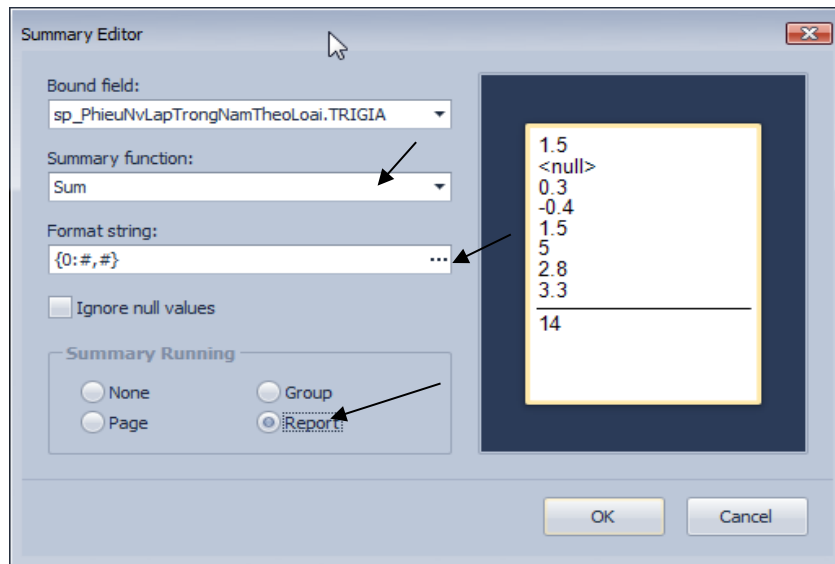 Summary Editor
Bound field:
sp_PhieuNvLapTrongNamTheoLoai.TRIGIA
Summary function:
Sum
Format string:
{0:#,#}
...
Ignore null values
Summary Running
None
Group
Page
Report
1.5
<null>
0.3
-0.4
1.5
5
2.8
3.3
14
OK
Cancel